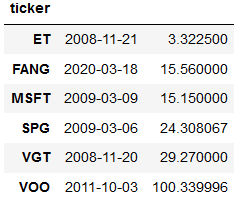 ticker
ET 2008-11-21 3.322500
FANG 2020-03-18 15.560000
MSFT 2009-03-09 15.150000
SPG 2009-03-06 24.308067
VGT 2008-11-20 29.270000
VOO 2011-10-03 100.339996